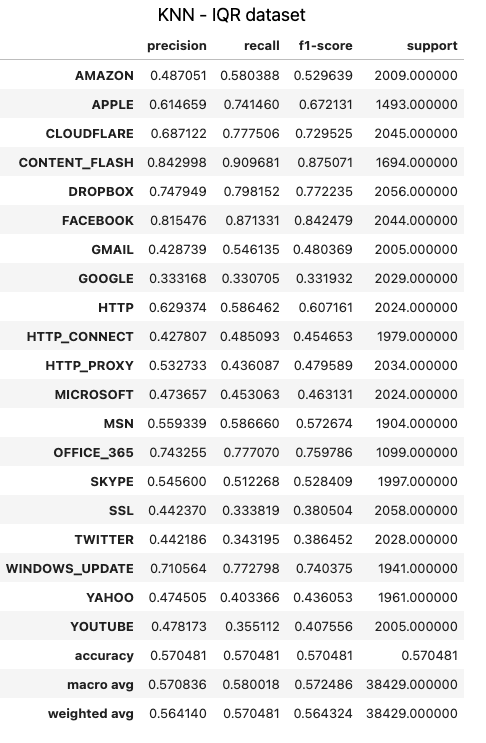 KNN - IQR dataset
precision recall f1-score support
AMAZON 0.487051 0.580388 0.529639 2009.000000
APPLE 0.614659 0.741460 0.672131 1493.000000
CLOUDFLARE 0.687122 0.777506 0.729525 2045.000000
CONTENT_FLASH 0.842998 0.909681 0.875071 1694.000000
DROPBOX 0.747949 0.798152 0.772235 2056.000000
FACEBOOK 0.815476 0.871331 0.842479 2044.000000
GMAIL 0.428739 0.546135 0.480369 2005.000000
GOOGLE 0.333168 0.330705 0.331932 2029.000000
HTTP 0.629374 0.586462 0.607161 2024.000000
HTTP_CONNECT 0.427807 0.485093 0.454653 1979.000000
HTTP_PROXY 0.532733 0.436087 0.479589 2034.000000
MICROSOFT 0.473657 0.453063 0.463131 2024.000000
MSN 0.559339 0.586660 0.572674 1904.000000
OFFICE_365 0.743255 0.777070 0.759786 1099.000000
SKYPE 0.545600 0.512268 0.528409 1997.000000
SSL 0.442370 0.333819 0.380504 2058.000000
TWITTER 0.442186 0.343195 0.386452 2028.000000
WINDOWS_UPDATE 0.710564 0.772798 0.740375 1941.000000
YAHOO 0.474505 0.403366 0.436053 1961.000000
YOUTUBE 0.478173 0.355112 0.407556 2005.000000
accuracy 0.570481 0.570481 0.570481 0.570481
macro avg 0.570836 0.580018 0.572486 38429.000000
weighted avg 0.564140 0.570481 0.564324 38429.000000